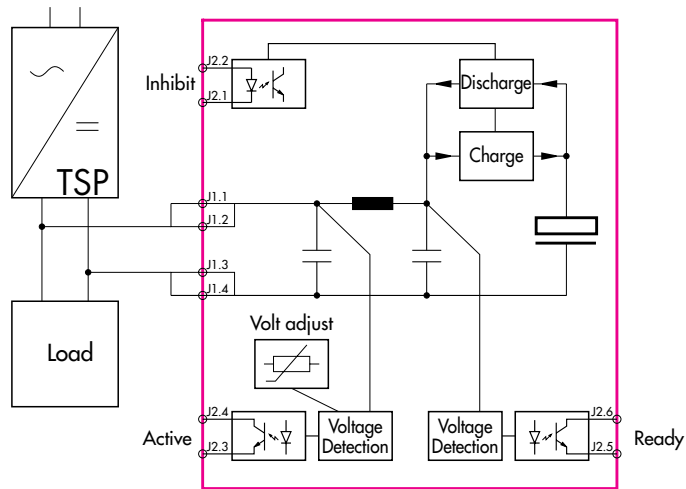 J2.2
Inhibit
J2.1
Discharge
Charge
TSP
J1.1
J1.2
J1.3
J1.4
Load
Volt adjust
J2.4
Active
J2.3
Voltage
Detection
Voltage
Detection
J2.6
Ready
J2.5